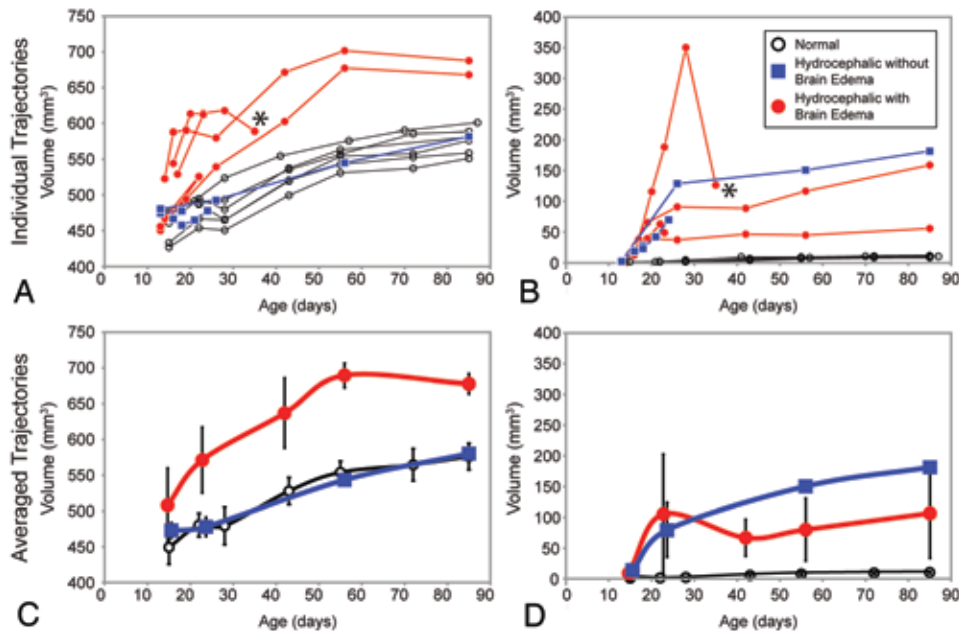 Individual Trajectories
Volume (mm³)
750
700
650
600
550
500
450
400
*
0 10 20 30 40 50 60 70 80 90
Age (days)
A
Volume (mm³)
400
350
300
250
200
150
100
50
0
Normal
Hydrocephalic without
Brain Edema
Hydrocephalic with
Brain Edema
*
0 10 20 30 40 50 60 70 80 90
Age (days)
B
Averaged Trajectories
Volume (mm³)
750
700
650
600
550
500
450
400
0 10 20 30 40 50 60 70 80 90
Age (days)
C
Volume (mm³)
400
350
300
250
200
150
100
50
0
0 10 20 30 40 50 60 70 80 90
Age (days)
D